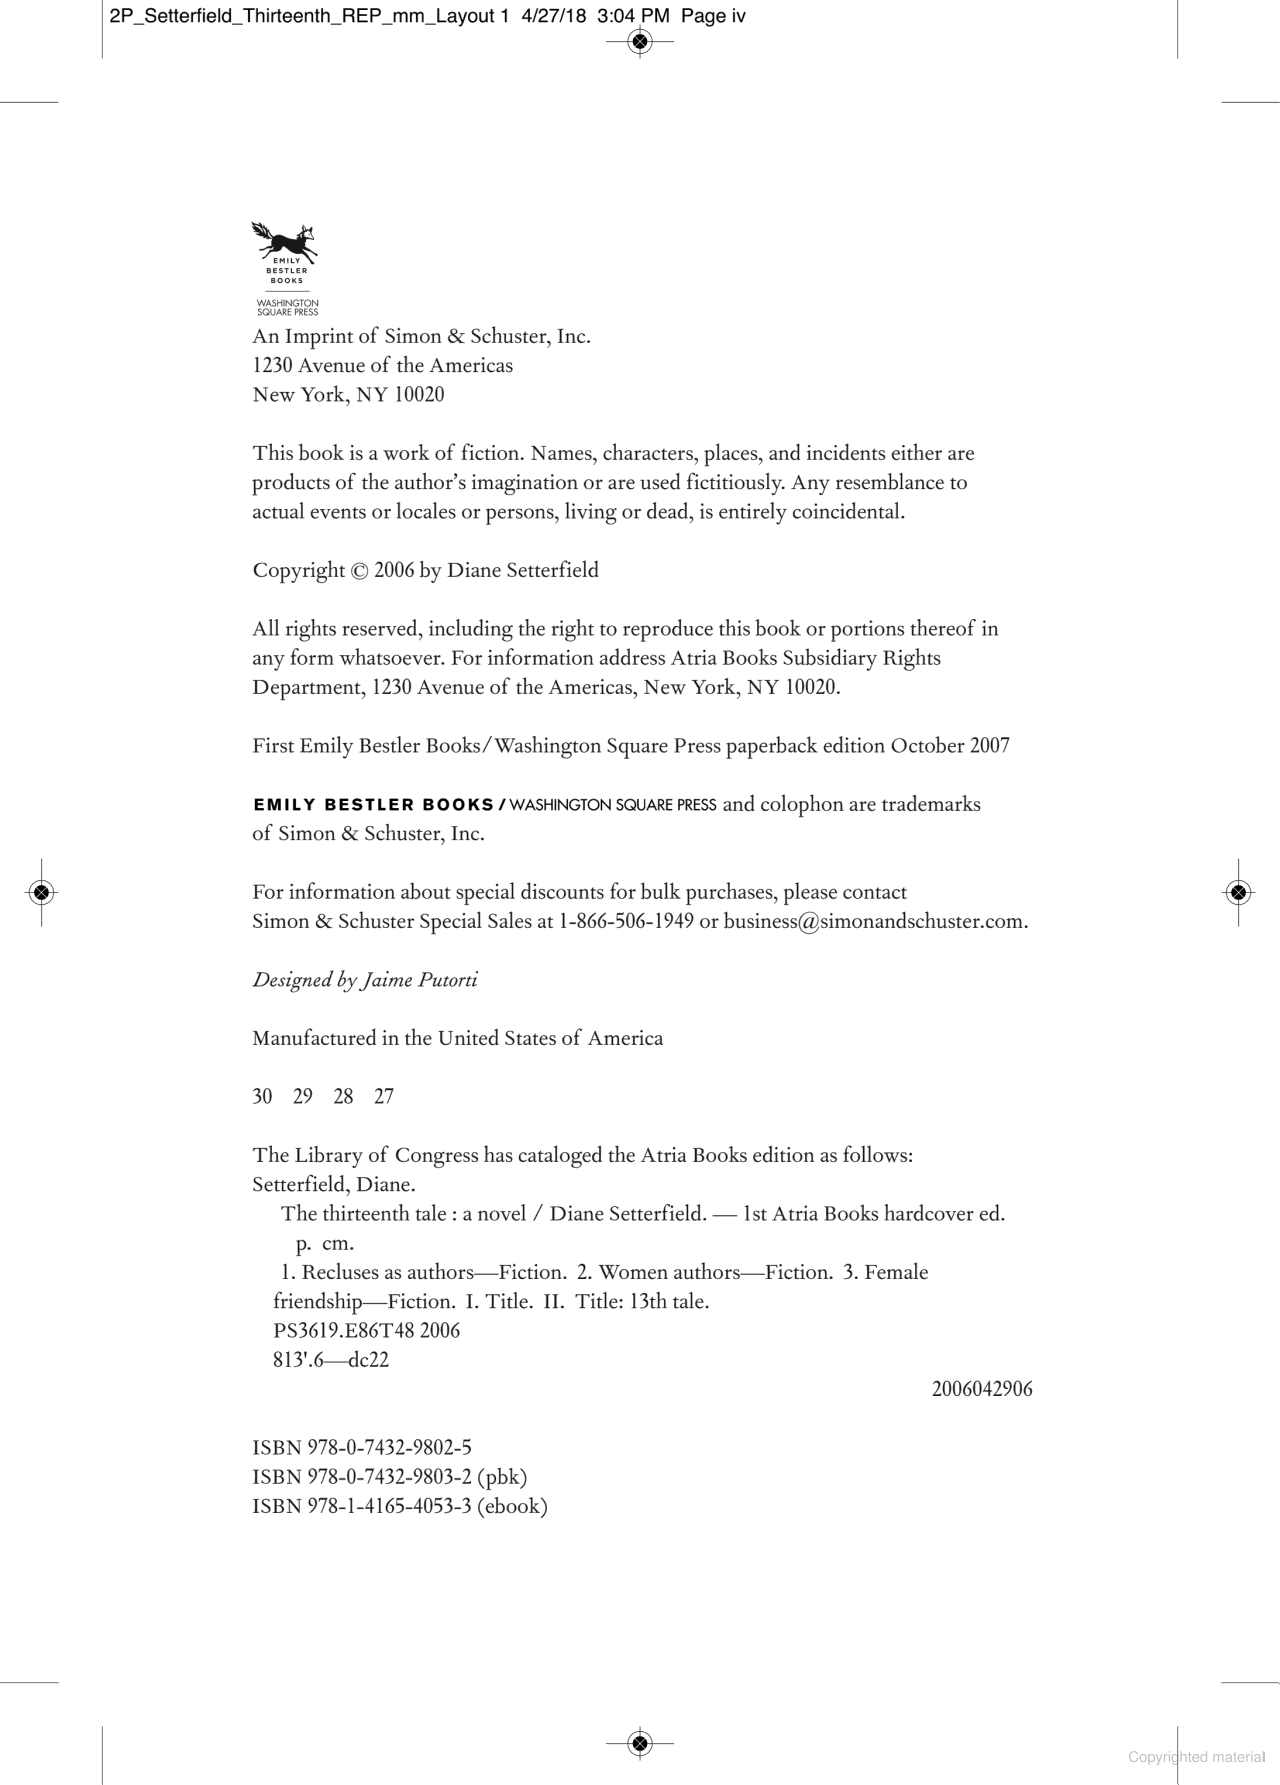 2P_Setterfield_Thirteenth_REP_mm_Layout 1 4/27/18 3:04 PM Page iv
EMILY
BESTLER
BOOKS
WASHINGTON
SQUARE PRESS
An Imprint of Simon & Schuster, Inc.
1230 Avenue of the Americas
New York, NY 10020
This book is a work of fiction. Names, characters, places, and incidents either are
products of the author’s imagination or are used fictitiously. Any resemblance to
actual events or locales or persons, living or dead, is entirely coincidental.
Copyright © 2006 by Diane Setterfield
All rights reserved, including the right to reproduce this book or portions thereof in
any form whatsoever. For information address Atria Books Subsidiary Rights
Department, 1230 Avenue of the Americas, New York, NY 10020.
First Emily Bestler Books/Washington Square Press paperback edition October 2007
EMILY BESTLER BOOKS / WASHINGTON SQUARE PRESS and colophon are trademarks
of Simon & Schuster, Inc.
For information about special discounts for bulk purchases, please contact
Simon & Schuster Special Sales at 1-866-506-1949 or business@simonandschuster.com.
Designed by Jaime Putorti
Manufactured in the United States of America
30 29 28 27
The Library of Congress has cataloged the Atria Books edition as follows:
Setterfield, Diane.
The thirteenth tale : a novel / Diane Setterfield. — 1st Atria Books hardcover ed.
p. cm.
1. Recluses as authors—Fiction. 2. Women authors—Fiction. 3. Female
friendship—Fiction. I. Title. II. Title: 13th tale.
PS3619.E86T48 2006
813'.6—dc22
2006042906
ISBN 978-0-7432-9802-5
ISBN 978-0-7432-9803-2 (pbk)
ISBN 978-1-4165-4053-3 (ebook)
Copyrighted material